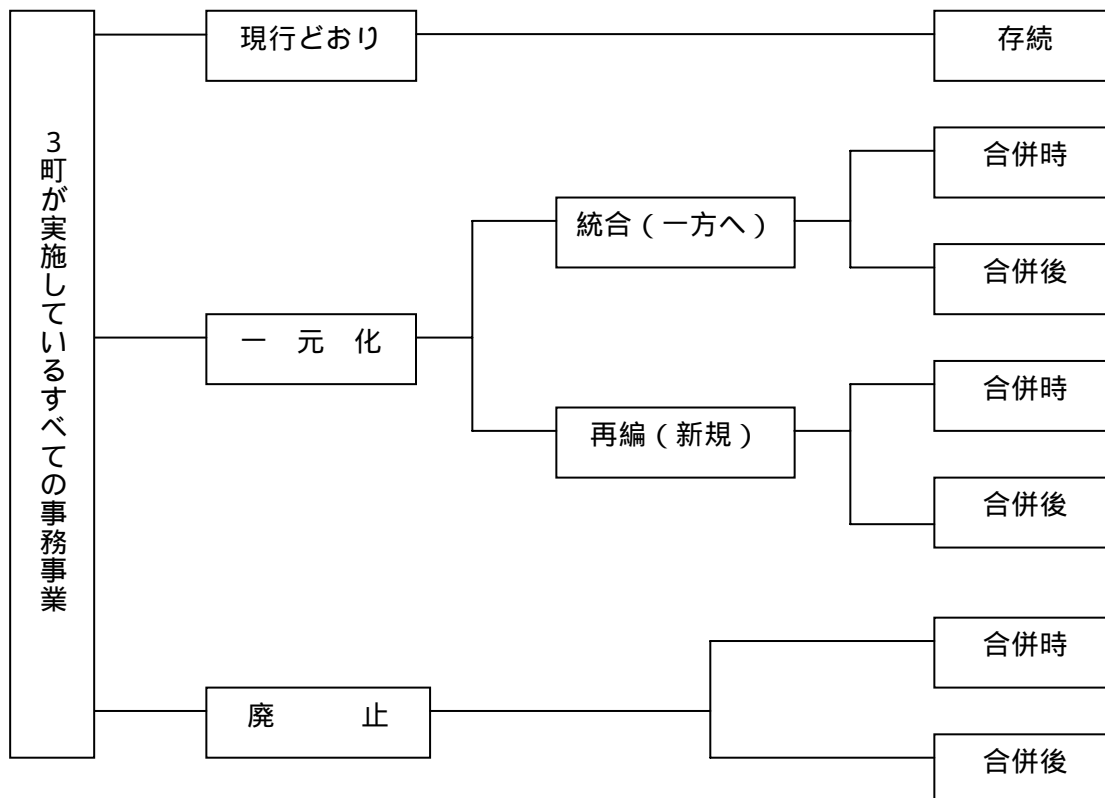 3町が実施しているすべての事務事業
現行どおり
存続
一　元　化
統合（一方へ）
合併時
合併後
再編（新規）
合併時
合併後
廃　　　止
合併時
合併後